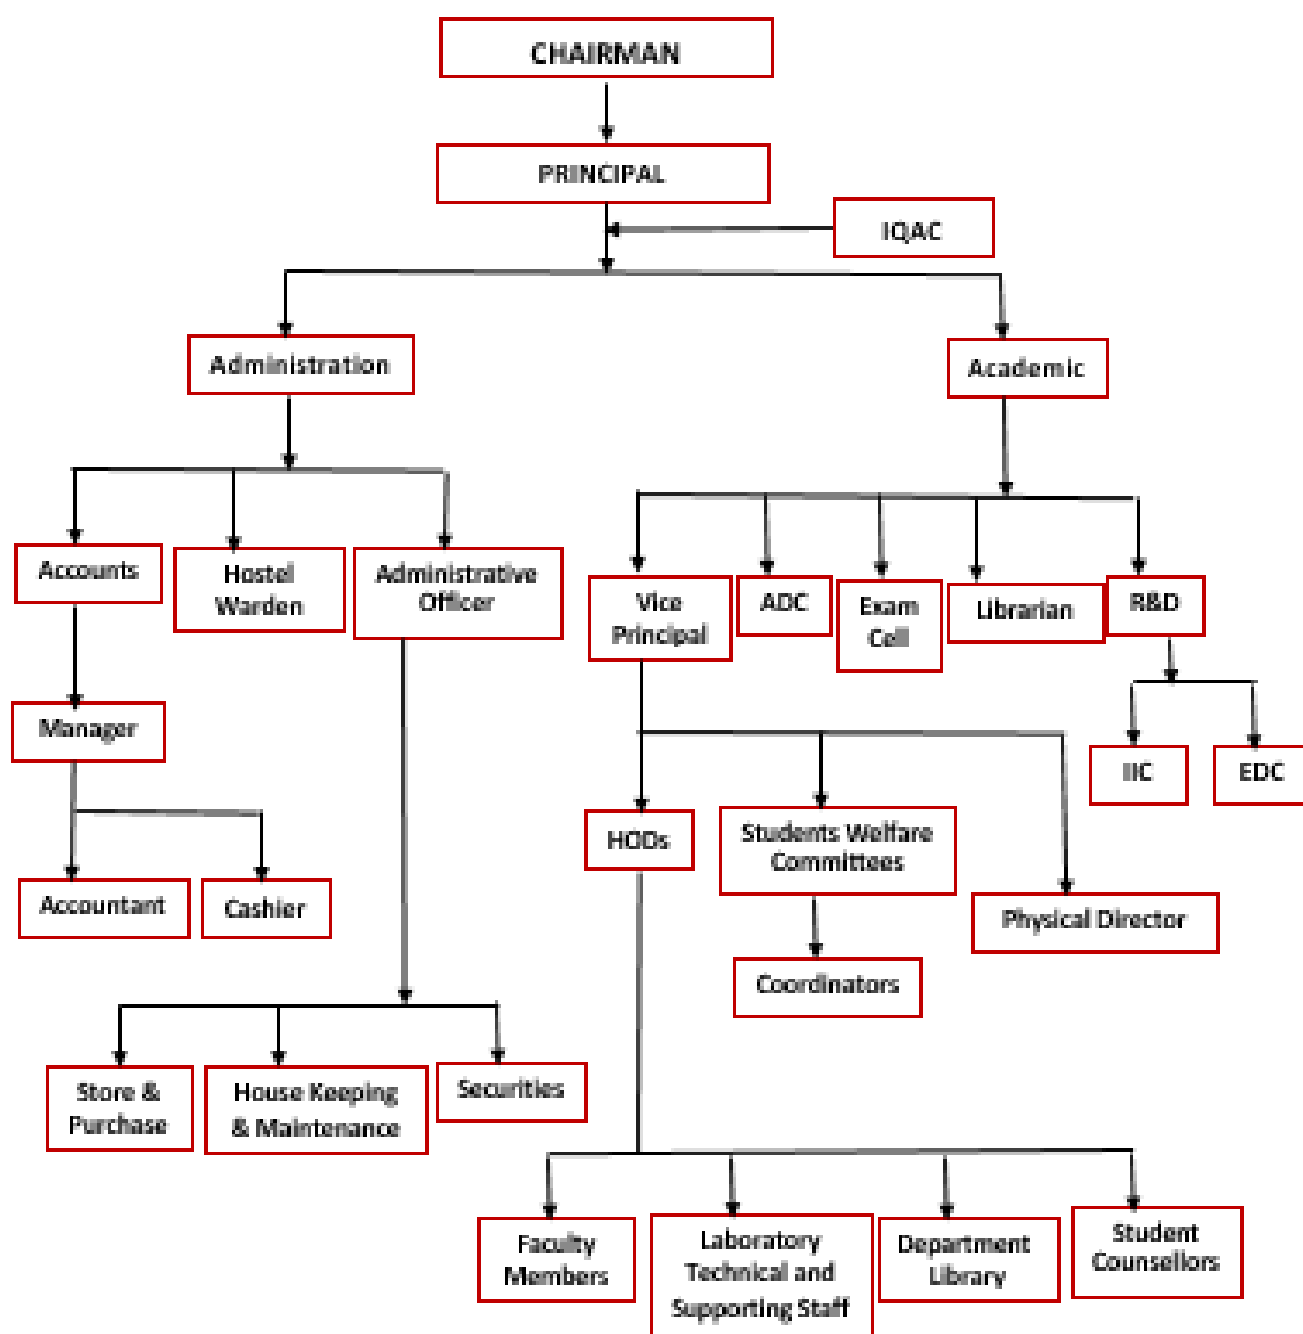 CHAIRMAN
PRINCIPAL
IQAC
Administration
Academic
Accounts
Hostel
Warden
Administrative
Officer
Vice
Principal
ADC
Exam
Cell
Librarian
R&D
Manager
IIC
EDC
HODs
Students Welfare
Committees
Accountant
Cashier
Physical Director
Coordinators
Store &
Purchase
House Keeping
& Maintenance
Securities
Faculty
Members
Laboratory
Technical and
Supporting Staff
Department
Library
Student
Counsellors